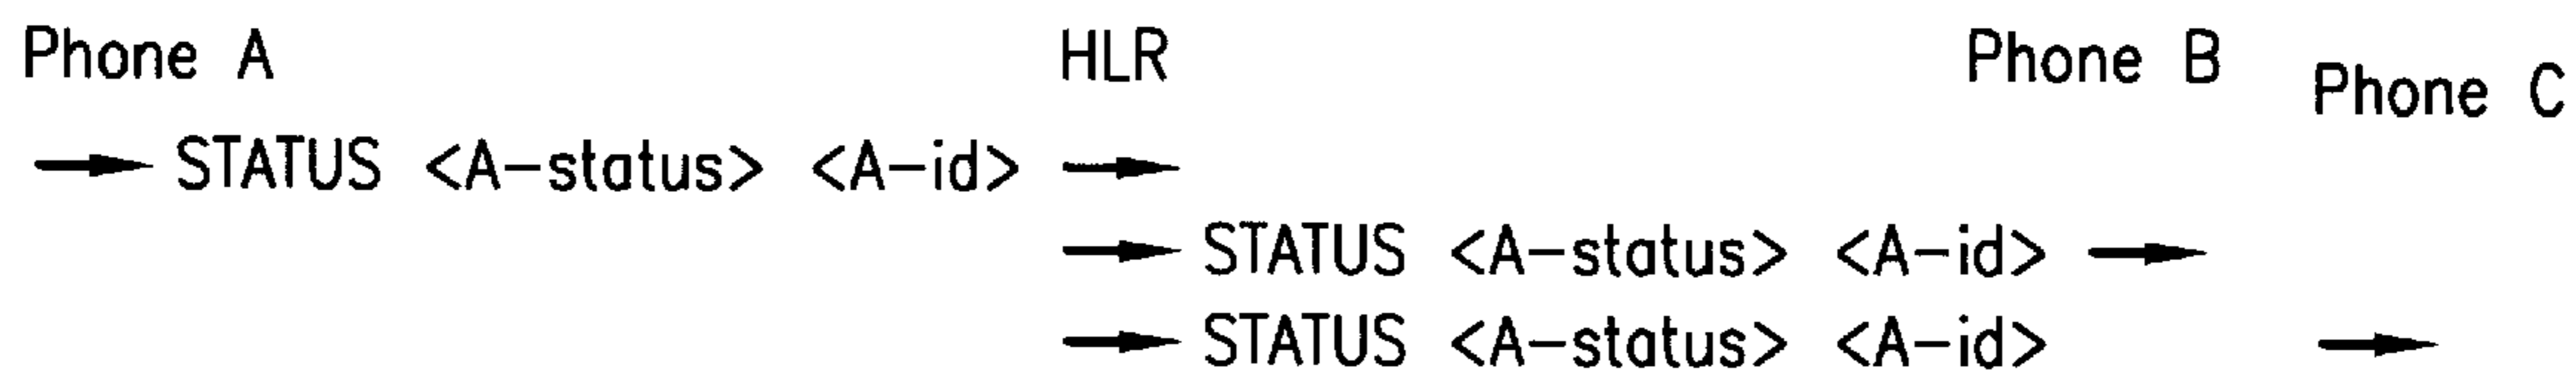 Phone A HLR Phone B Phone C
→ STATUS <A-status> <A-id> →
→ STATUS <A-status> <A-id> →
→ STATUS <A-status> <A-id> →